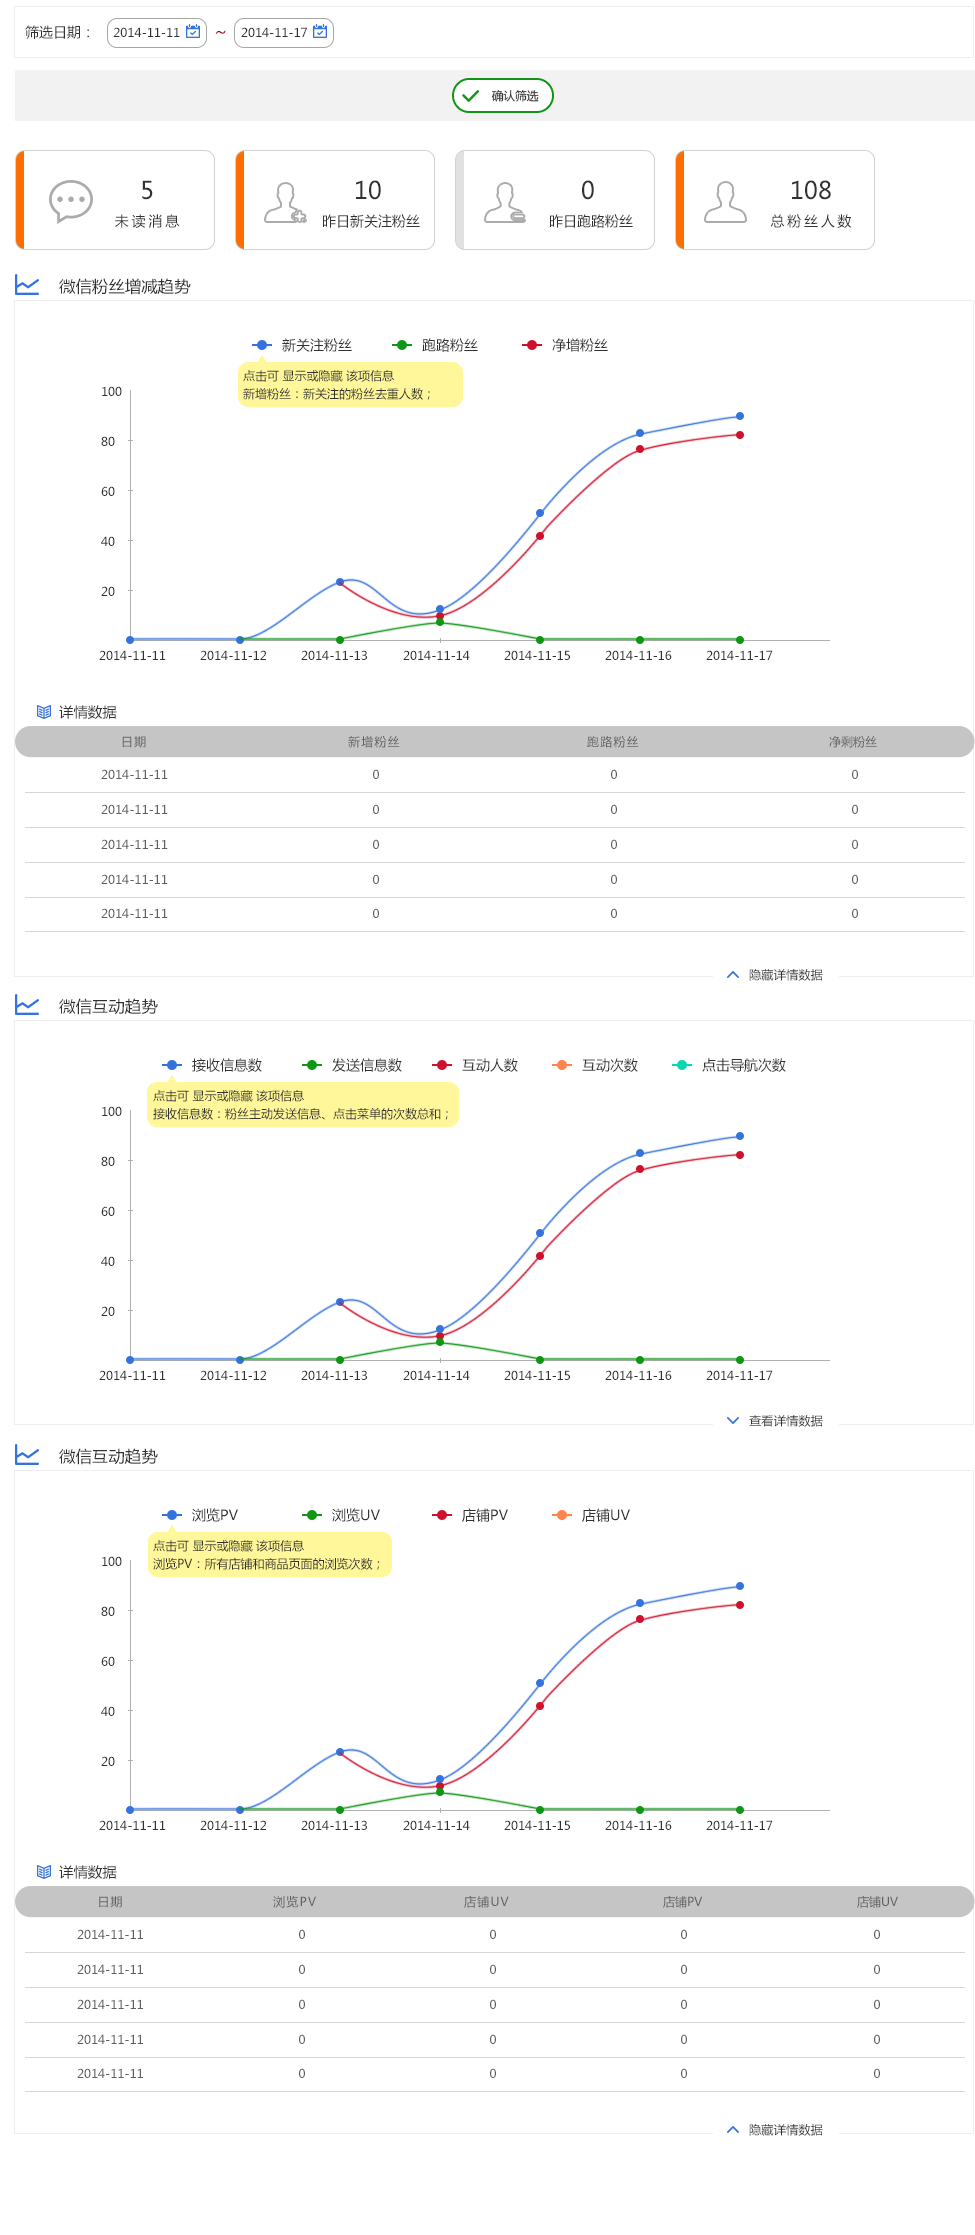 筛选日期： 2014-11-11 ~ 2014-11-17
确认筛选
5 10 0 108
未读消息 昨日新关注粉丝 昨日跑路粉丝 总粉丝人数
微信粉丝增减趋势
新关注粉丝 跑路粉丝 净增粉丝
点击可 显示或隐藏 该项信息
新增粉丝：新关注的粉丝去重人数；
100
80
60
40
20
2014-11-11 2014-11-12 2014-11-13 2014-11-14 2014-11-15 2014-11-16 2014-11-17
详情数据
日期 新增粉丝 跑路粉丝 净剩粉丝
2014-11-11 0 0 0
2014-11-11 0 0 0
2014-11-11 0 0 0
2014-11-11 0 0 0
2014-11-11 0 0 0
隐藏详情数据
微信互动趋势
接收信息数 发送信息数 互动人数 互动次数 点击导航次数
点击可 显示或隐藏 该项信息
接收信息数：粉丝主动发送信息、点击菜单的次数总和；
100
80
60
40
20
2014-11-11 2014-11-12 2014-11-13 2014-11-14 2014-11-15 2014-11-16 2014-11-17
查看详情数据
微信互动趋势
浏览PV 浏览UV 店铺PV 店铺UV
点击可 显示或隐藏 该项信息
浏览PV：所有店铺和商品页面的浏览次数；
100
80
60
40
20
2014-11-11 2014-11-12 2014-11-13 2014-11-14 2014-11-15 2014-11-16 2014-11-17
详情数据
日期 浏览PV 店铺UV 店铺PV 店铺UV
2014-11-11 0 0 0 0
2014-11-11 0 0 0 0
2014-11-11 0 0 0 0
2014-11-11 0 0 0 0
2014-11-11 0 0 0 0
隐藏详情数据